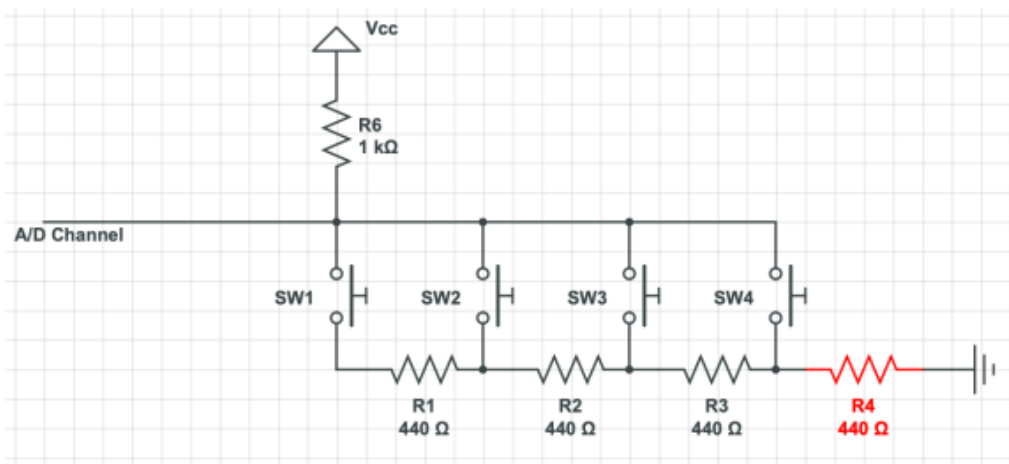 Vcc
R6
1 kΩ
A/D Channel
SW1
SW2
SW3
SW4
R1
440 Ω
R2
440 Ω
R3
440 Ω
R4
440 Ω